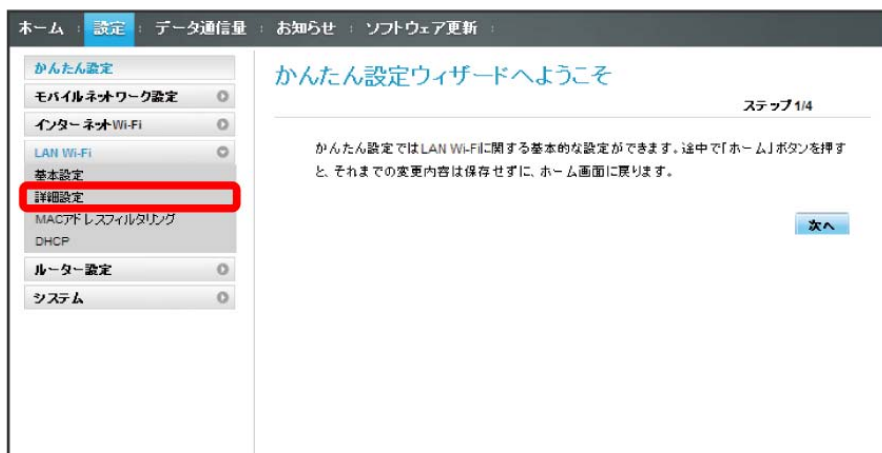 ホーム : 設定 : データ通信量 : お知らせ : ソフトウェア更新 :
かんたん設定
モバイルネットワーク設定
インターネットWi-Fi
LAN Wi-Fi
基本設定
詳細設定
MACアドレスフィルタリング
DHCP
ルーター設定
システム
かんたん設定ウィザードへようこそ
ステップ1/4
かんたん設定ではLAN Wi-Fiに関する基本的な設定ができます。途中で「ホーム」ボタンを押す
と、それまでの変更内容は保存せずに、ホーム画面に戻ります。
次へ